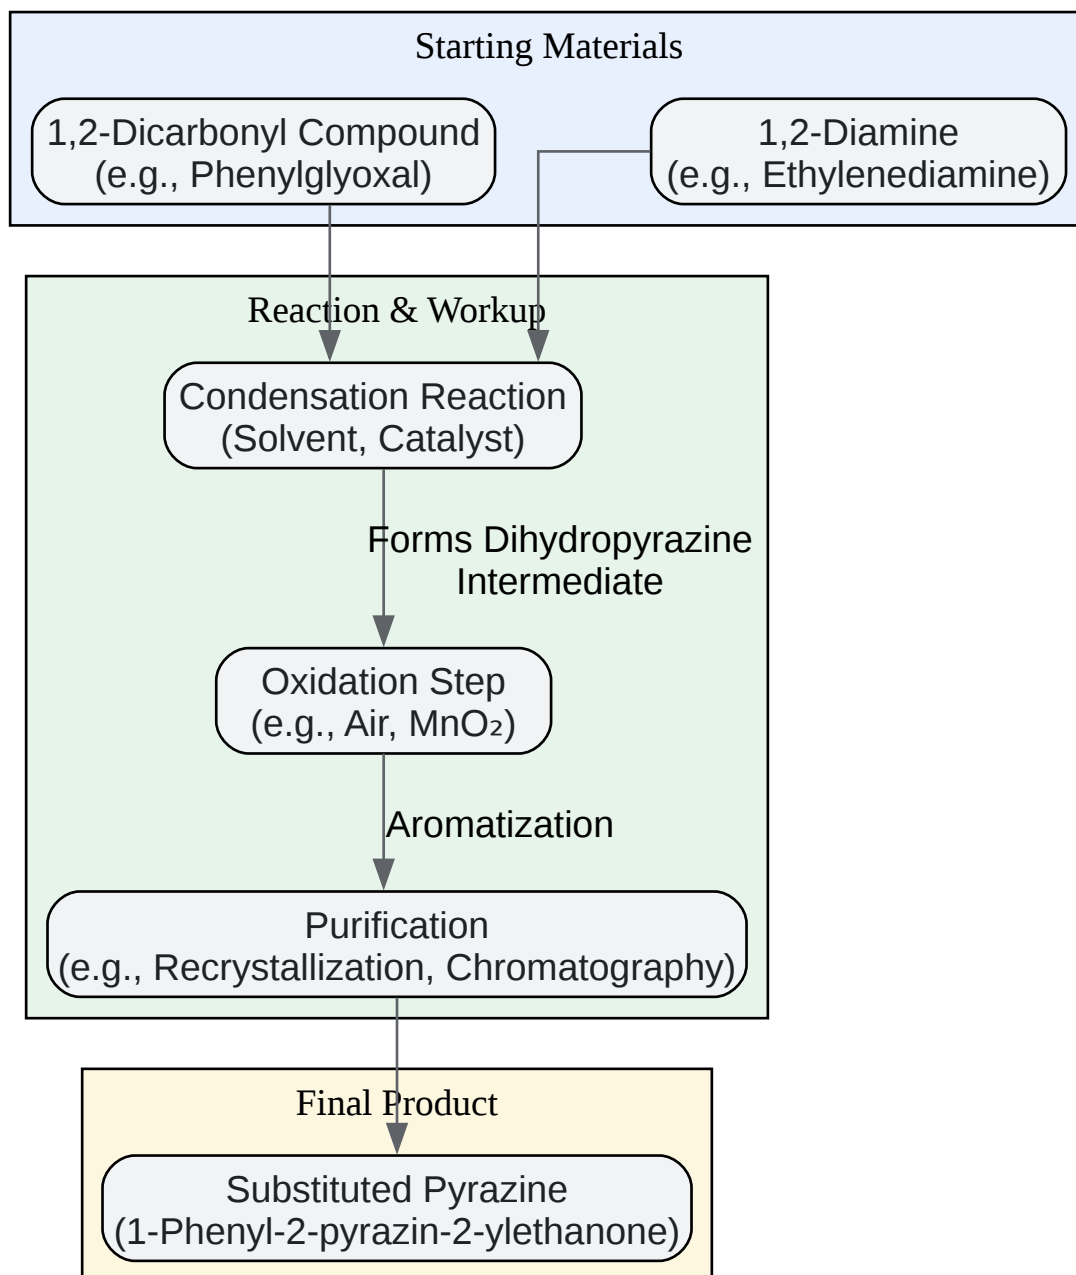 Starting Materials
1,2-Dicarbonyl Compound
(e.g., Phenylglyoxal)
1,2-Diamine
(e.g., Ethylenediamine)
Reaction & Workup
Condensation Reaction
(Solvent, Catalyst)
Forms Dihydropyrazine
Intermediate
Oxidation Step
(e.g., Air, MnO₂)
Aromatization
Purification
(e.g., Recrystallization, Chromatography)
Final Product
Substituted Pyrazine
(1-Phenyl-2-pyrazin-2-ylethanone)